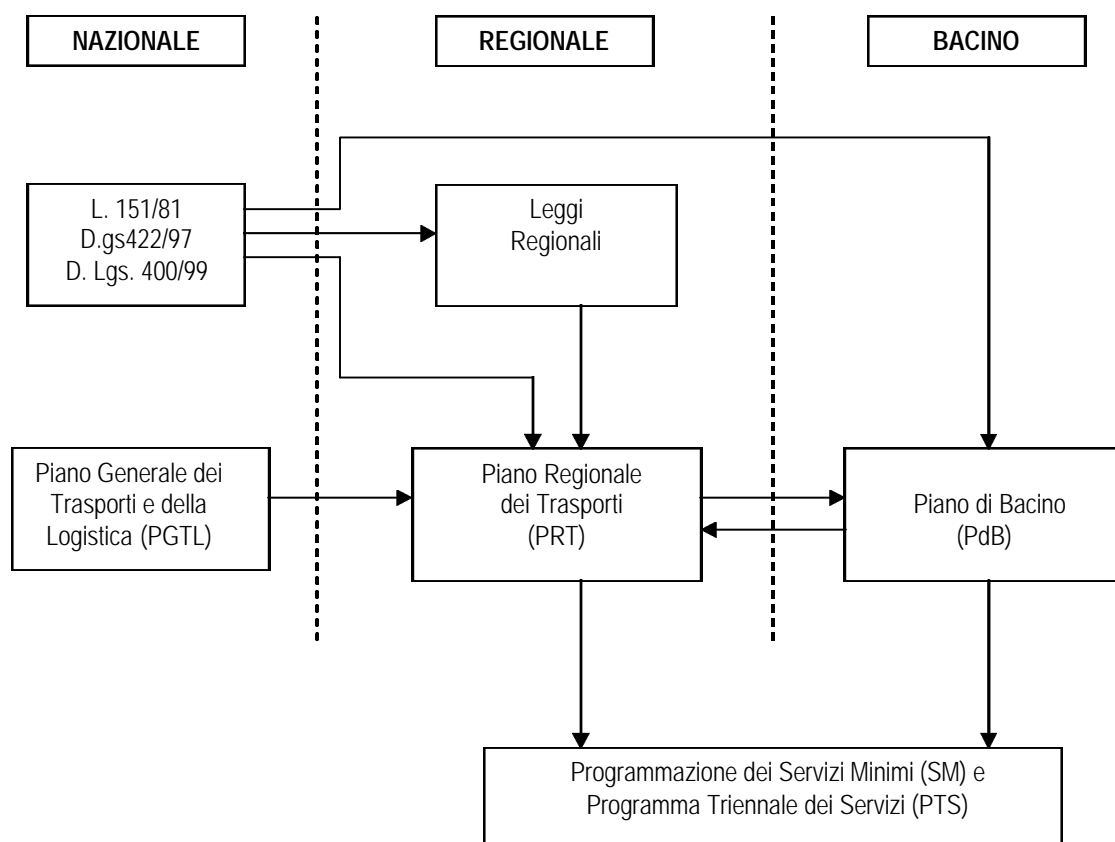 NAZIONALE
REGIONALE
BACINO
L. 151/81
D.gs422/97
D. Lgs. 400/99
Leggi
Regionali
Piano Generale dei
Trasporti e della
Logistica (PGTL)
Piano Regionale
dei Trasporti
(PRT)
Piano di Bacino
(PdB)
Programmazione dei Servizi Minimi (SM) e
Programma Triennale dei Servizi (PTS)